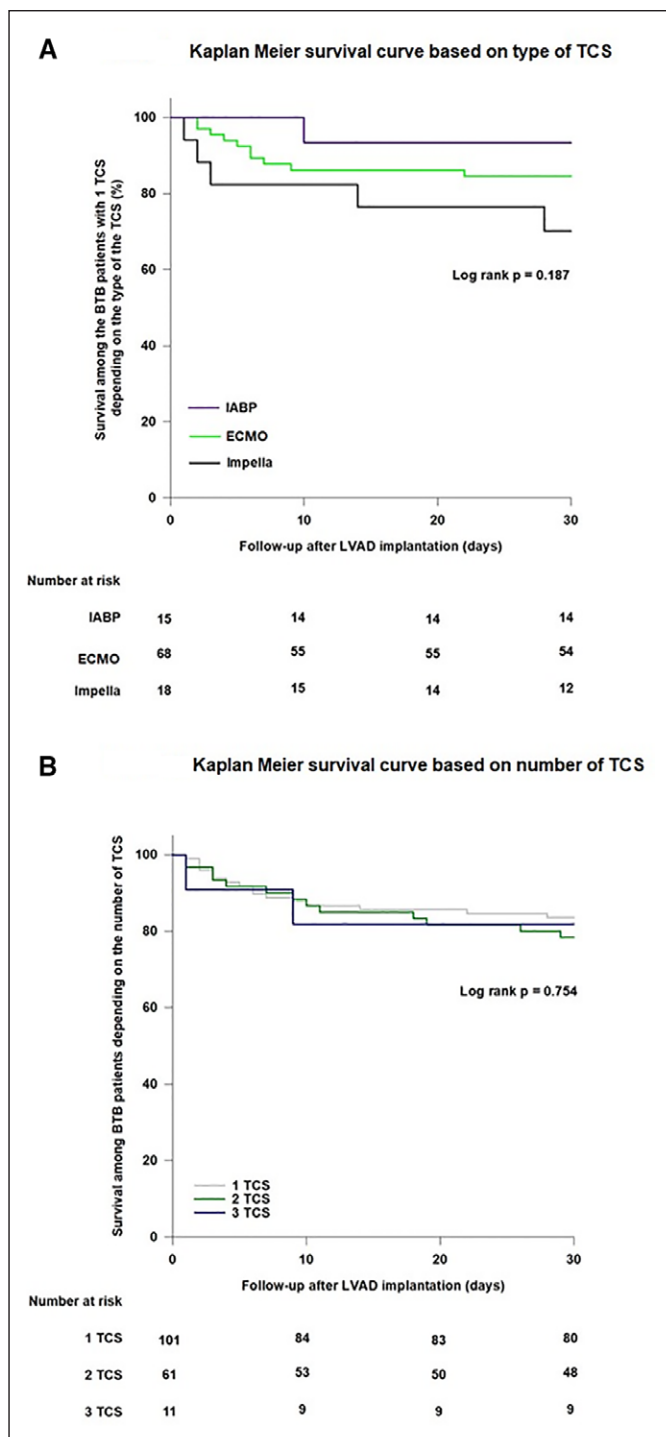 A
Kaplan Meier survival curve based on type of TCS
Survival among the BTB patients with 1 TCS
depending on the type of the TCS (%)
100
80
60
40
20
0
Log rank p = 0.187
IABP
ECMO
Impella
0 10 20 30
Follow-up after LVAD implantation (days)
Number at risk
IABP 15 14 14 14
ECMO 68 55 55 54
Impella 18 15 14 12
B
Kaplan Meier survival curve based on number of TCS
Survival among BTB patients depending on the number of TCS
100
80
60
40
20
0
Log rank p = 0.754
1 TCS
2 TCS
3 TCS
0 10 20 30
Follow-up after LVAD implantation (days)
Number at risk
1 TCS 101 84 83 80
2 TCS 61 53 50 48
3 TCS 11 9 9 9